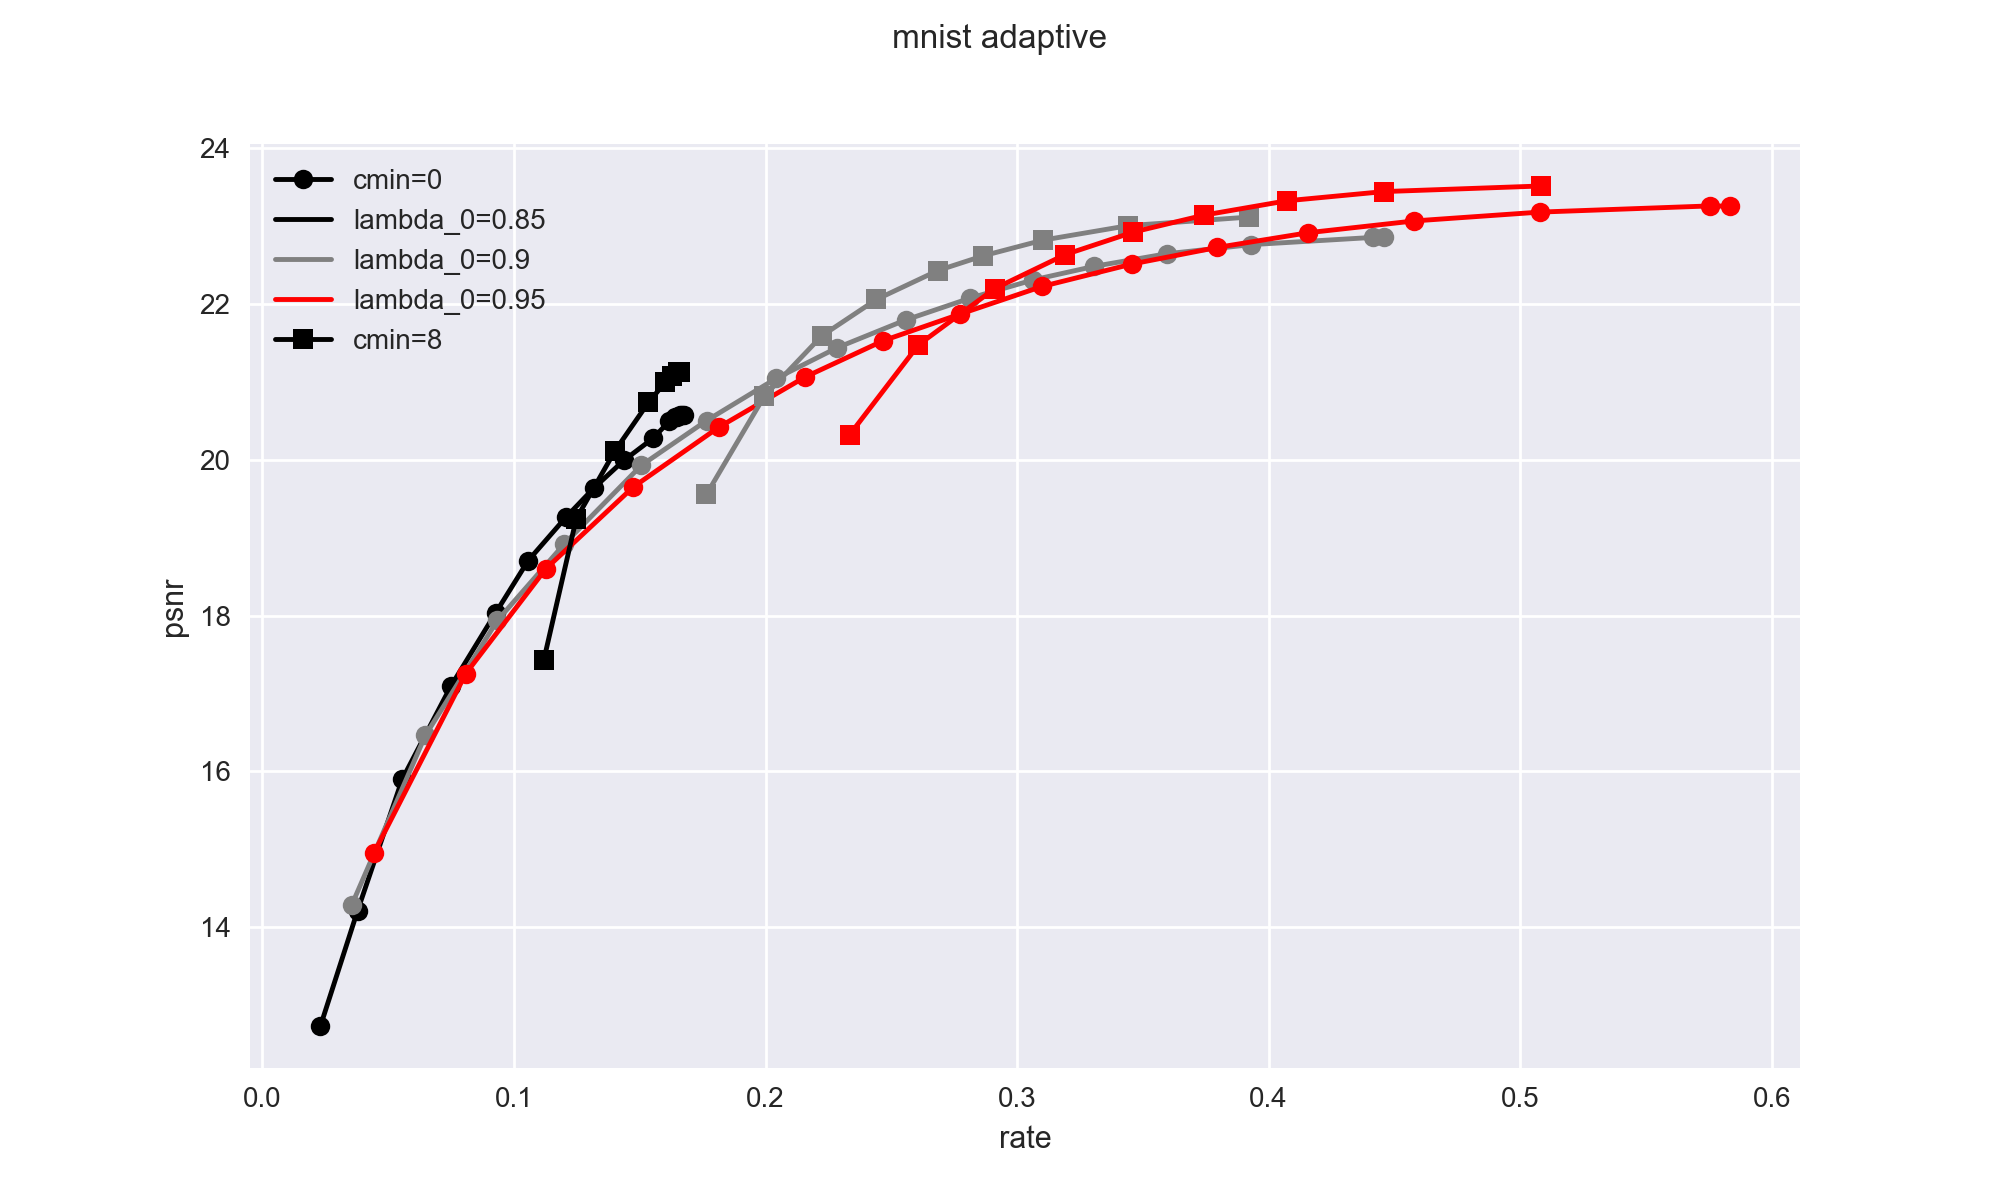 mnist adaptive
24
22
20
18
16
14
psnr
cmin=0
lambda_0=0.85
lambda_0=0.9
lambda_0=0.95
cmin=8
0.0 0.1 0.2 0.3 0.4 0.5 0.6
rate